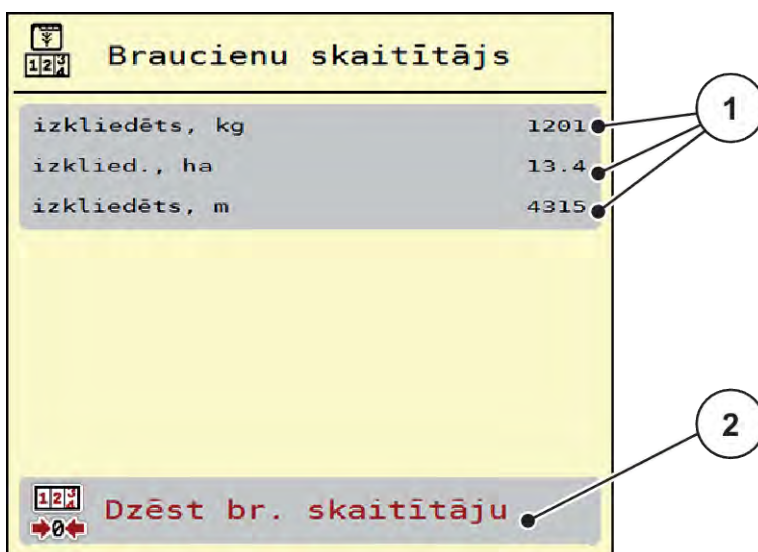 Braucienu skaitītājs
izkliedēts, kg 1201
izklied., ha 13.4
izkliedēts, m 4315
1
2
Dzēst br. skaitītāju